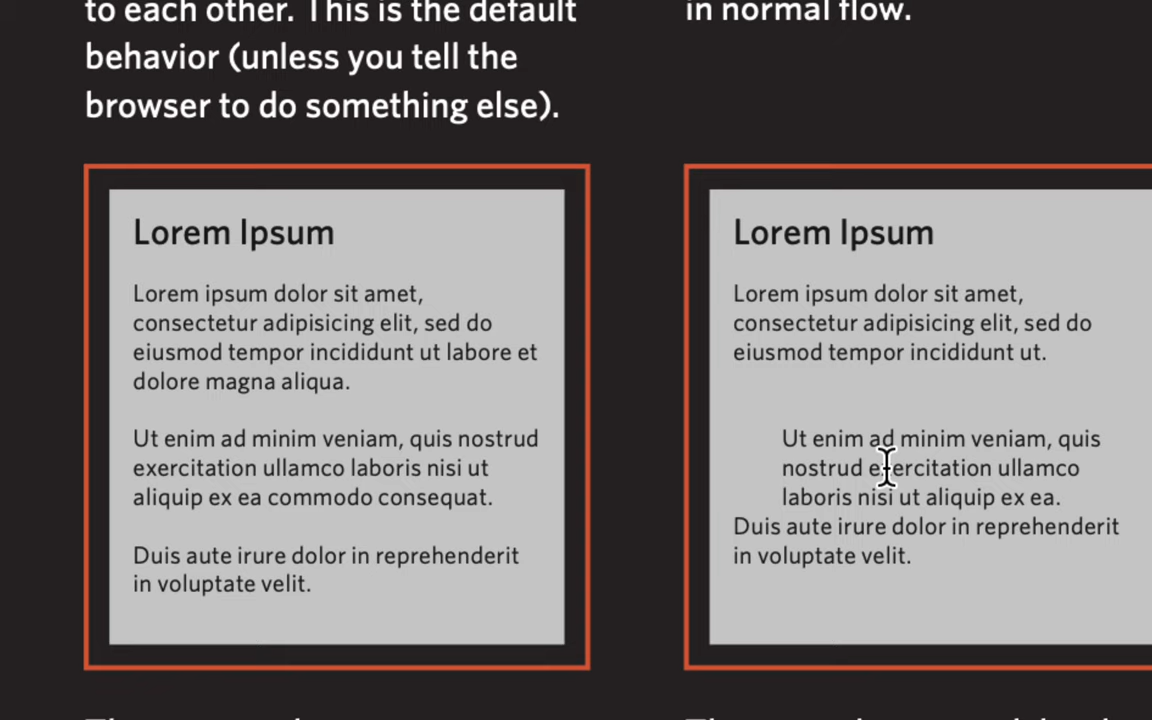 to each other. This is the default
behavior (unless you tell the
browser to do something else).
in normal flow.
Lorem Ipsum
Lorem ipsum dolor sit amet,
consectetur adipisicing elit, sed do
eiusmod tempor incididunt ut labore et
dolore magna aliqua.
Ut enim ad minim veniam, quis nostrud
exercitation ullamco laboris nisi ut
aliquip ex ea commodo consequat.
Duis aute irure dolor in reprehenderit
in voluptate velit.
Lorem Ipsum
Lorem ipsum dolor sit amet,
consectetur adipisicing elit, sed do
eiusmod tempor incididunt ut.
Ut enim ad minim veniam, quis
nostrud exercitation ullamco
laboris nisi ut aliquip ex ea.
Duis aute irure dolor in reprehenderit
in voluptate velit.